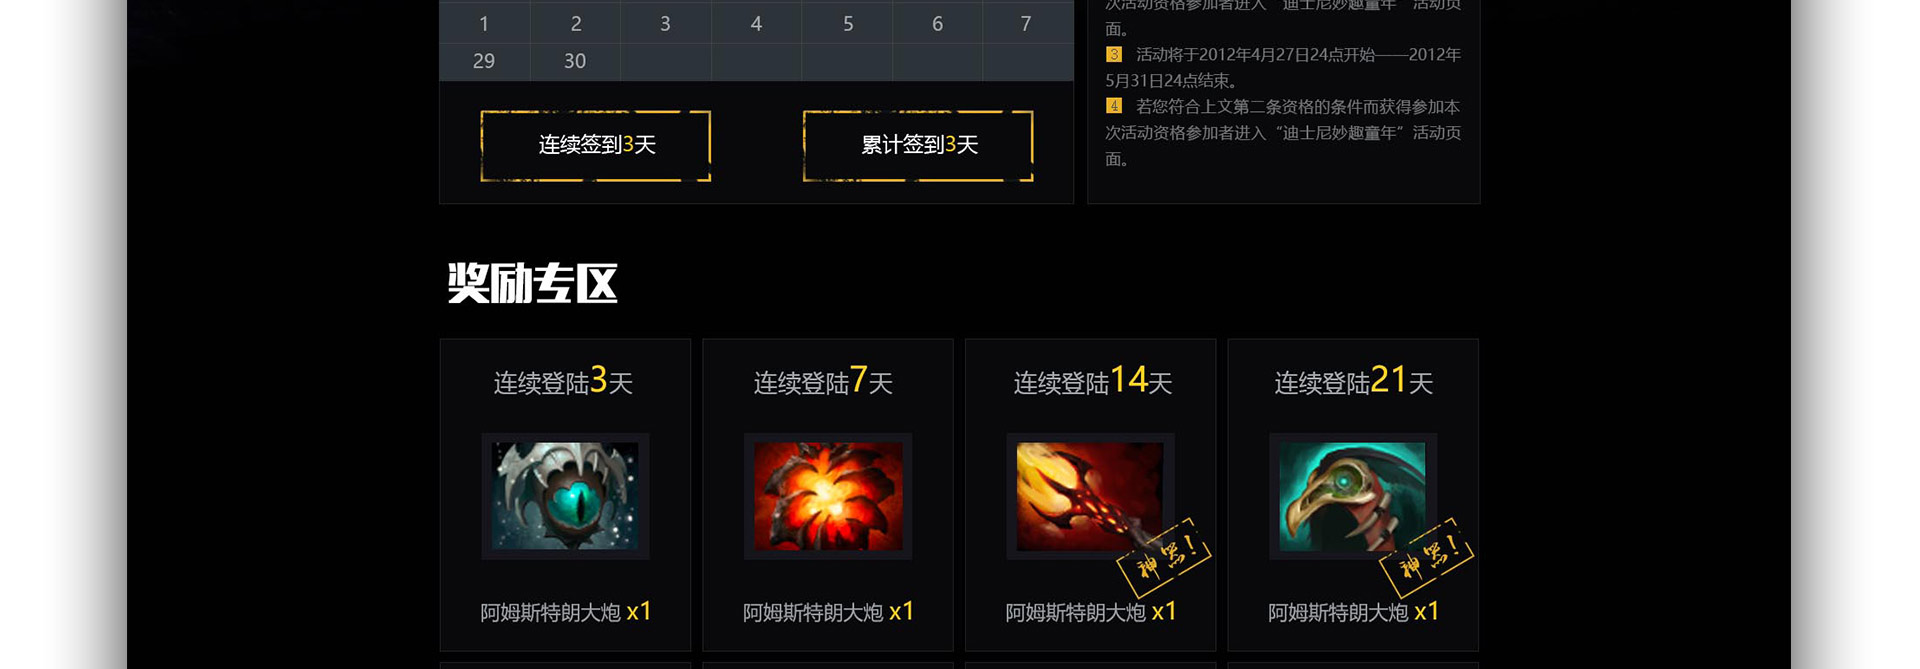 1 2 3 4 5 6 7
29 30
连续签到3天
累计签到3天
次活动资格参加者进入“迪士尼妙趣童年”活动页
面。
3 活动将于2012年4月27日24点开始——2012年
5月31日24点结束。
4 若您符合上文第二条资格的条件而获得参加本
次活动资格参加者进入“迪士尼妙趣童年”活动页
面。
奖励专区
连续登陆3天
阿姆斯特朗大炮 x1
连续登陆7天
阿姆斯特朗大炮 x1
连续登陆14天
神器!
阿姆斯特朗大炮 x1
连续登陆21天
神器!
阿姆斯特朗大炮 x1